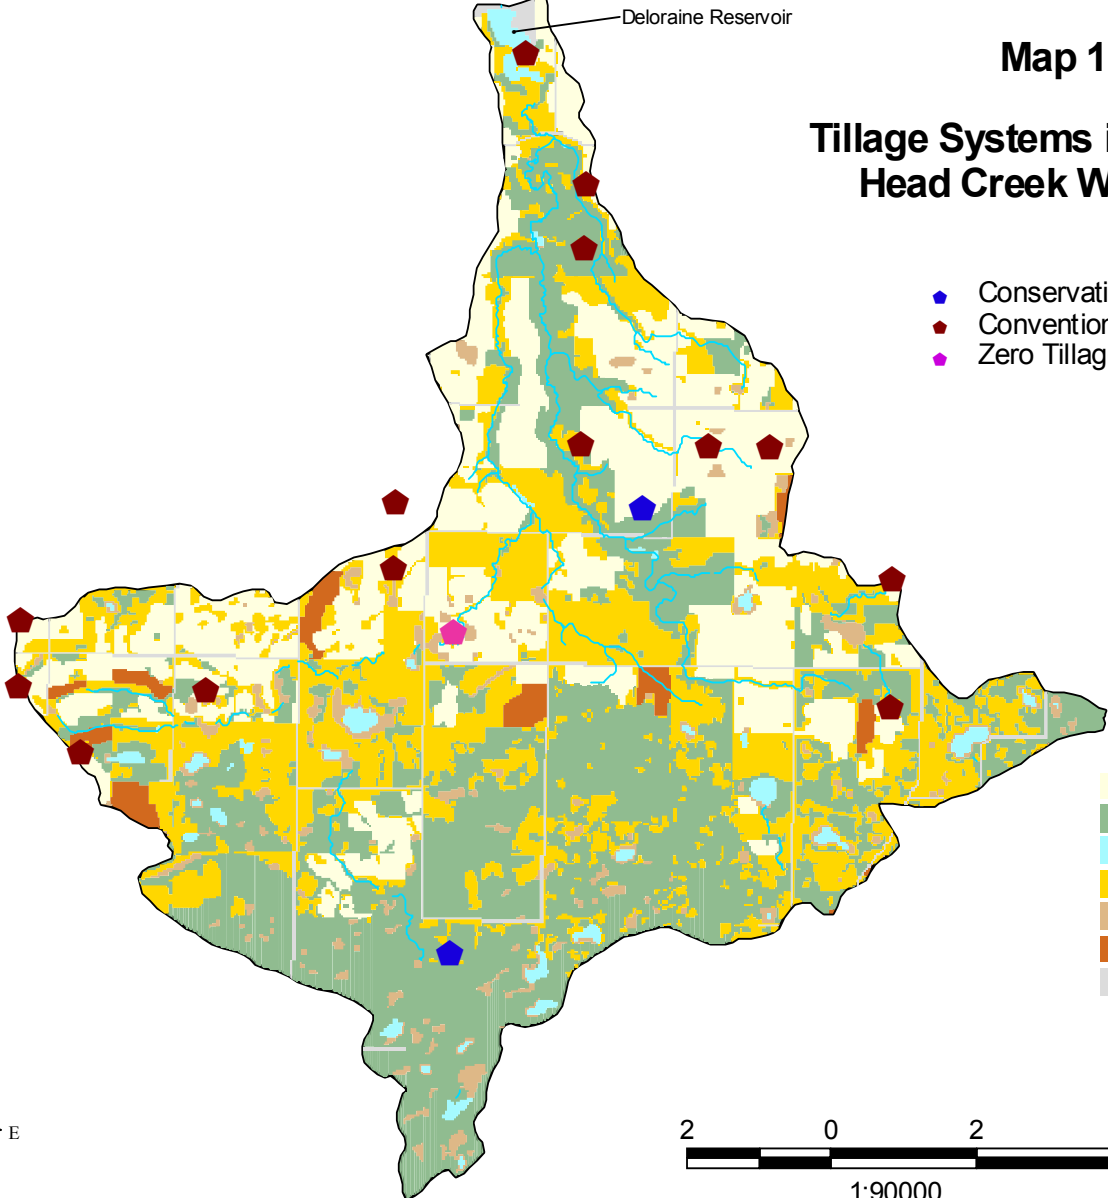 Deloraine Reservoir
Map 1
Tillage Systems i
Head Creek W
Conservati
Convention
Zero Tillag
E
2 0 2
1:90000